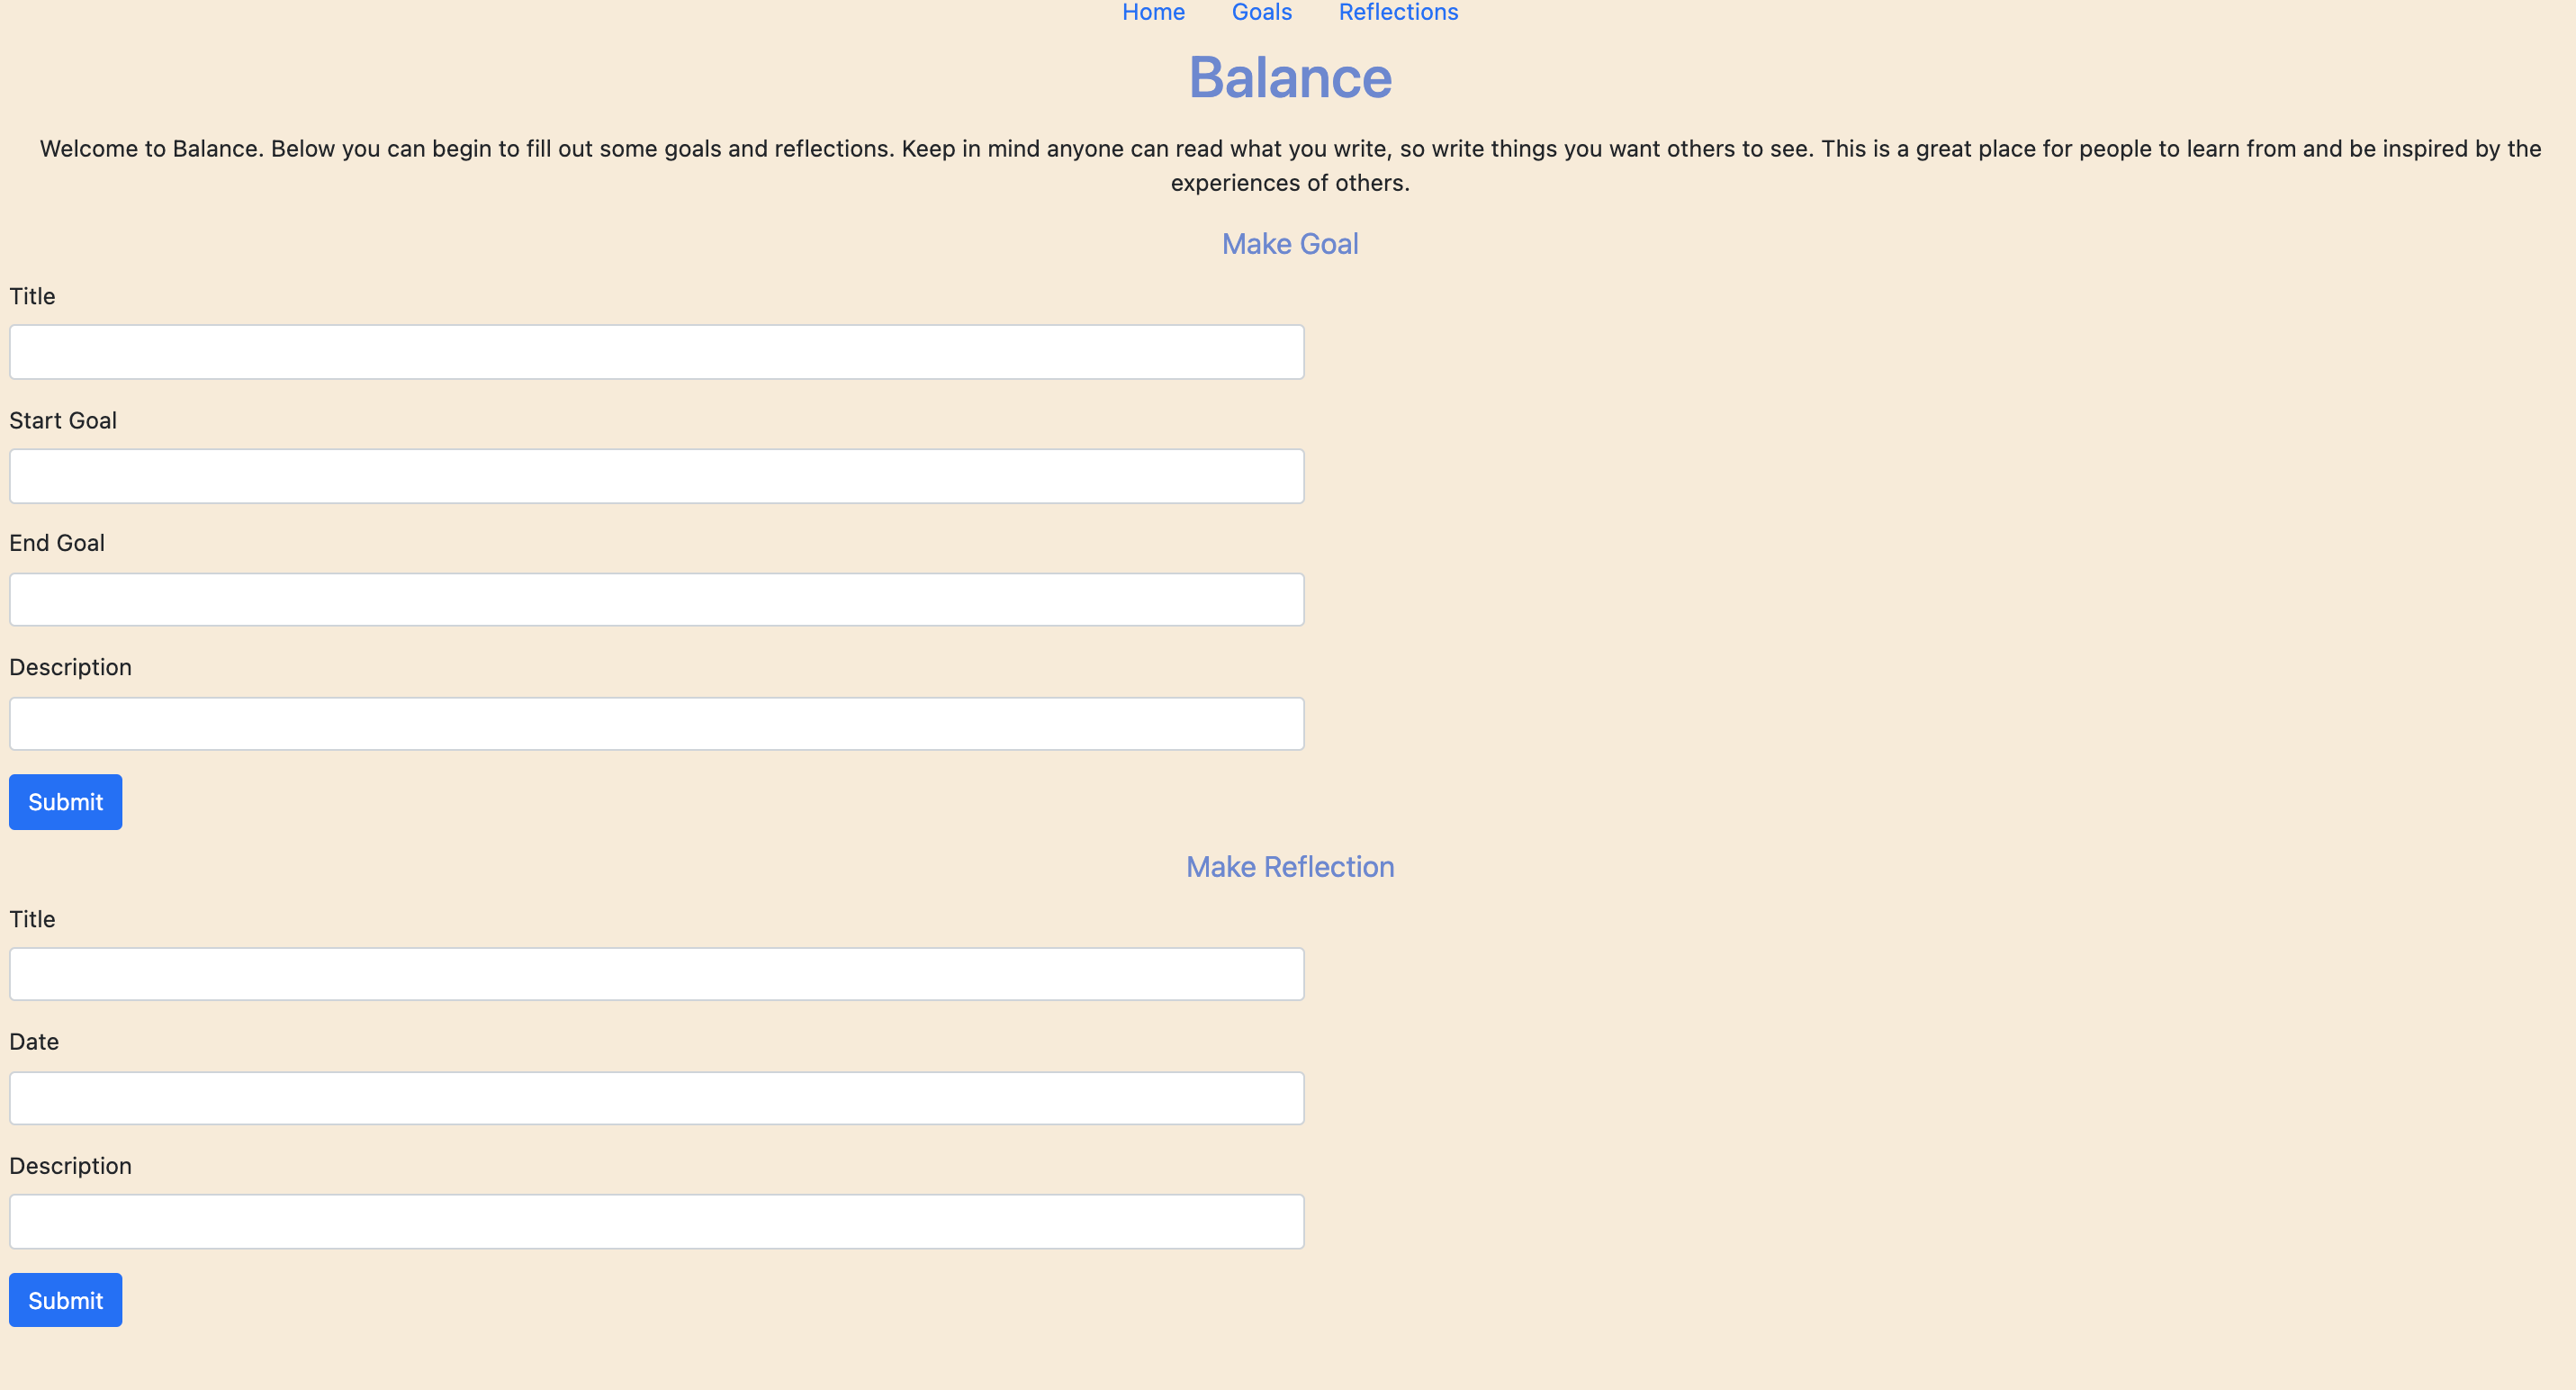 Home Goals Reflections
Balance
Welcome to Balance. Below you can begin to fill out some goals and reflections. Keep in mind anyone can read what you write, so write things you want others to see. This is a great place for people to learn from and be inspired by the
experiences of others.
Make Goal
Title
Start Goal
End Goal
Description
Submit
Make Reflection
Title
Date
Description
Submit